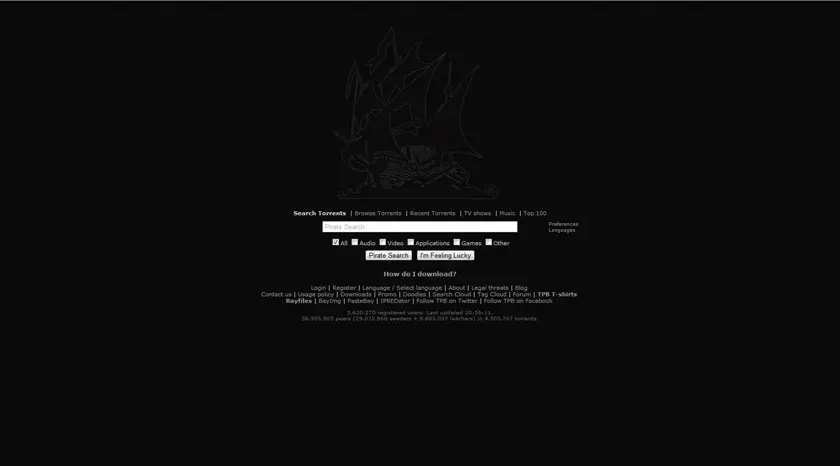 Search Torrents | Browse Torrents | Recent Torrents | TV shows | Music | Top 100
Pirate Search
Preferences
Languages
All Audio Video Applications Games Other
Pirate Search I'm Feeling Lucky
How do I download?
Login | Register | Language / Select language | About | Legal threats | Blog
Contact us | Usage policy | Downloads | Promo | Doodles | Search Cloud | Tag Cloud | Forum | TPB T-shirts
Bayfiles | BayImg | PasteBay | IPREDator | Follow TPB on Twitter | Follow TPB on Facebook
registered users. Last updated
peers seeders + leechers) in torrents.